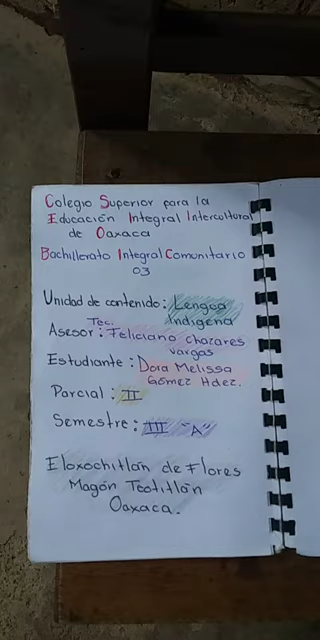 Colegio Superior para la
Educación Integral Intercultural
de Oaxaca
Bachillerato Integral Comunitario
03
Unidad de contenido: Lengua
Indígena
Tec.
Asesor: Feliciano Chazares
Vargas
Estudiante: Dora Melissa
Gómez Hdez.
Parcial: II
Semestre: III "A"
Eloxochitlán de Flores
Magón Teotitlán
Oaxaca.